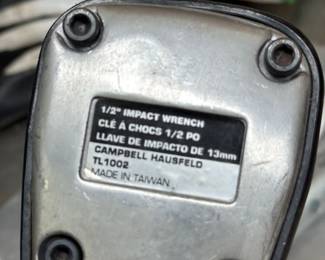 1/2" IMPACT WRENCH
CLÉ À CHOCS 1/2 PO
LLAVE DE IMPACTO DE 13mm
CAMPBELL HAUSFELD
TL1002
MADE IN TAIWAN